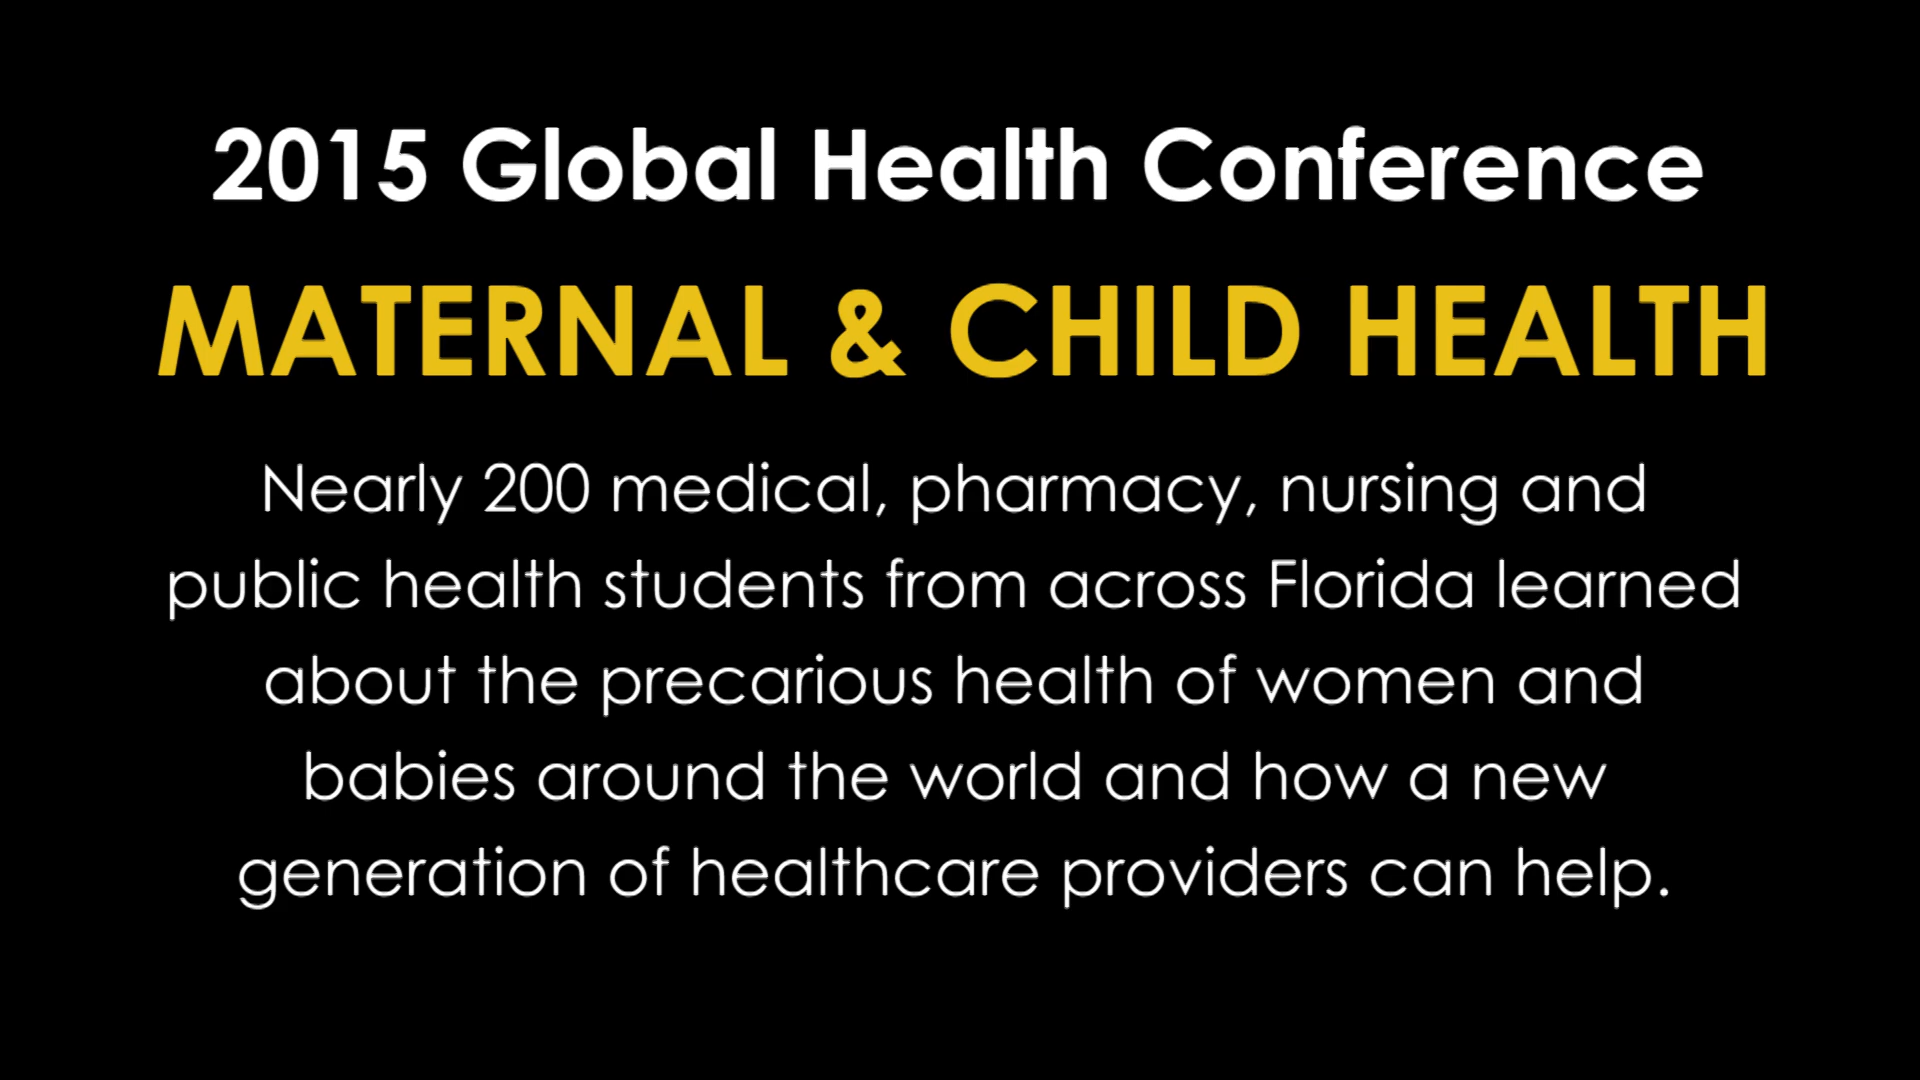 2015 Global Health Conference
MATERNAL & CHILD HEALTH
Nearly 200 medical, pharmacy, nursing and
public health students from across Florida learned
about the precarious health of women and
babies around the world and how a new
generation of healthcare providers can help.